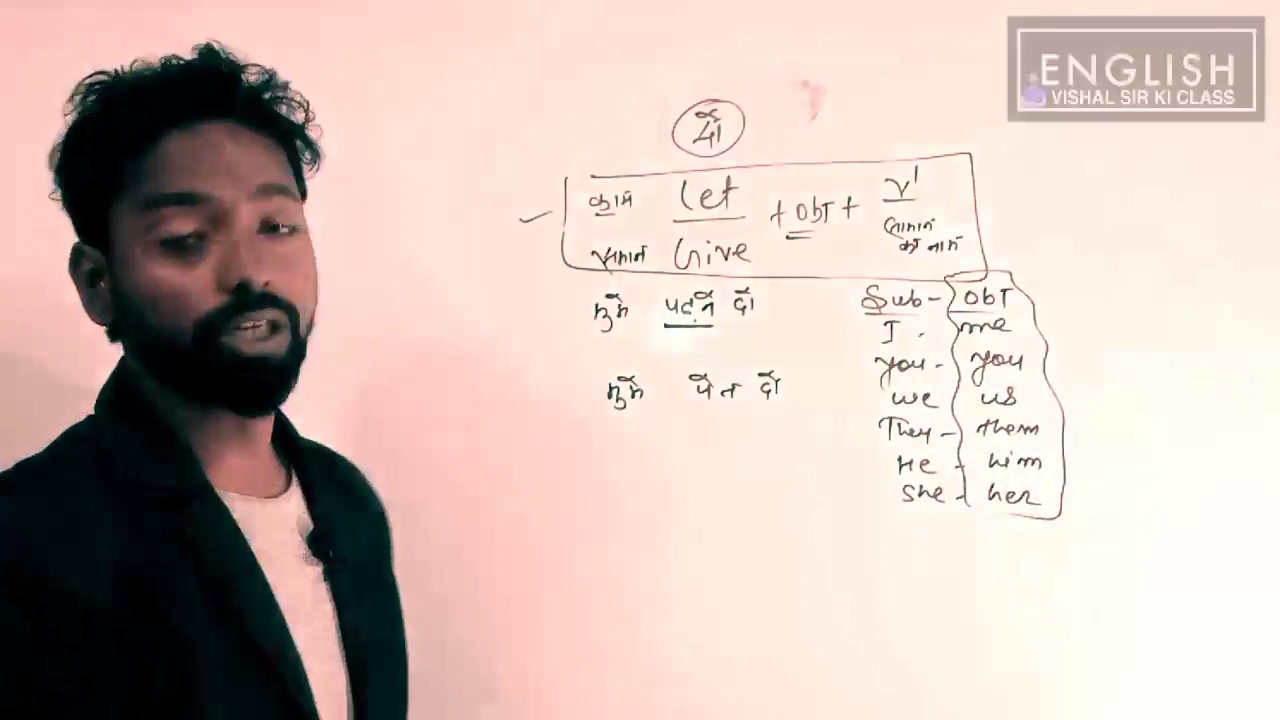 ENGLISH
VISHAL SIR KI CLASS
दो
काम Let + obJ + V¹
सामान Give सामान का नाम
मुझे पढ़ने दो
मुझे पेन दो
Sub - obJ
I - me
you - you
we us
They - them
He - him
She - her